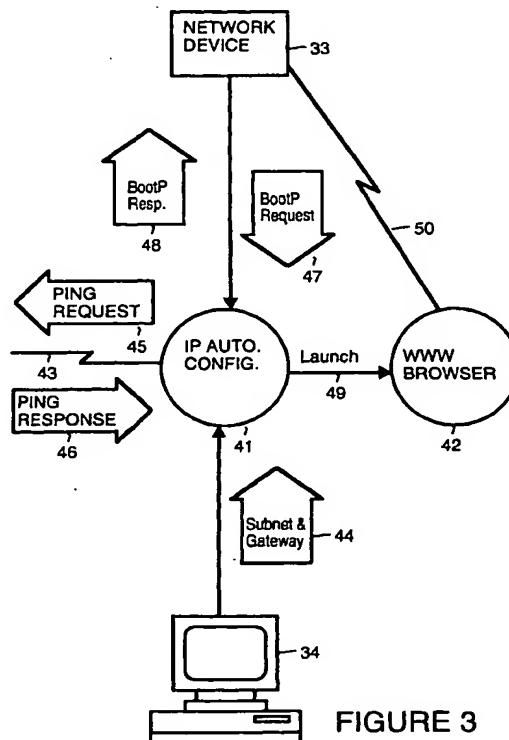 NETWORK
DEVICE
33
BootP
Resp.
48
BootP
Request
47
50
PING
REQUEST
45
43
PING
RESPONSE
46
IP AUTO.
CONFIG.
41
Launch
49
WWW
BROWSER
42
Subnet &
Gateway
44
34
FIGURE 3